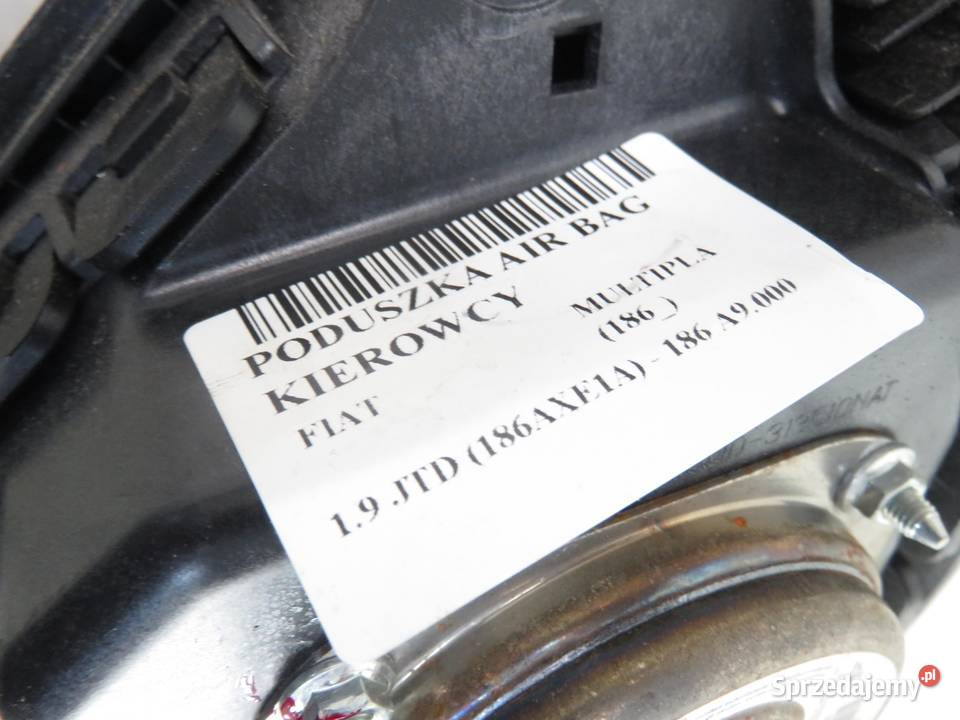 PODUSZKA AIR BAG
KIEROWCY
FIAT
MULTIPLA
(186_)
1.9 JTD (186AXE1A) - 186 A9.000
Sprzedajemy.pl